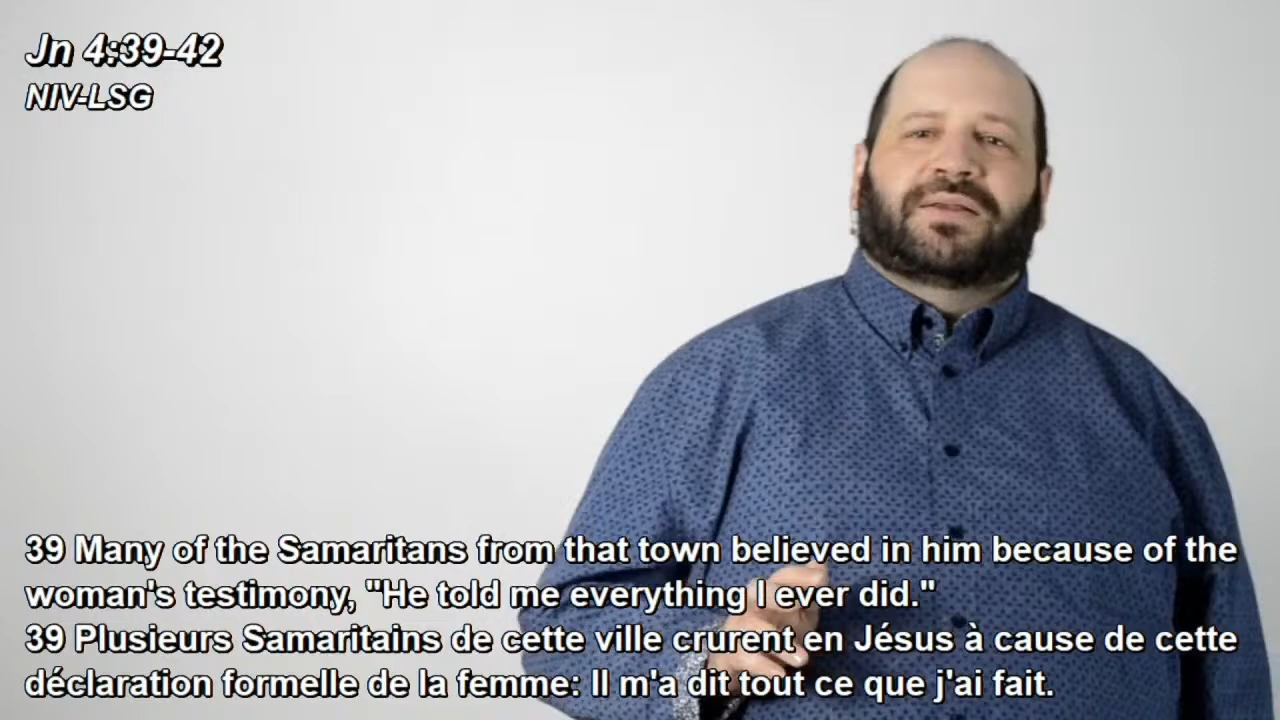 Jn 4:39-42
NIV-LSG
39 Many of the Samaritans from that town believed in him because of the
woman's testimony, "He told me everything I ever did."
39 Plusieurs Samaritains de cette ville crurent en Jésus à cause de cette
déclaration formelle de la femme: Il m'a dit tout ce que j'ai fait.